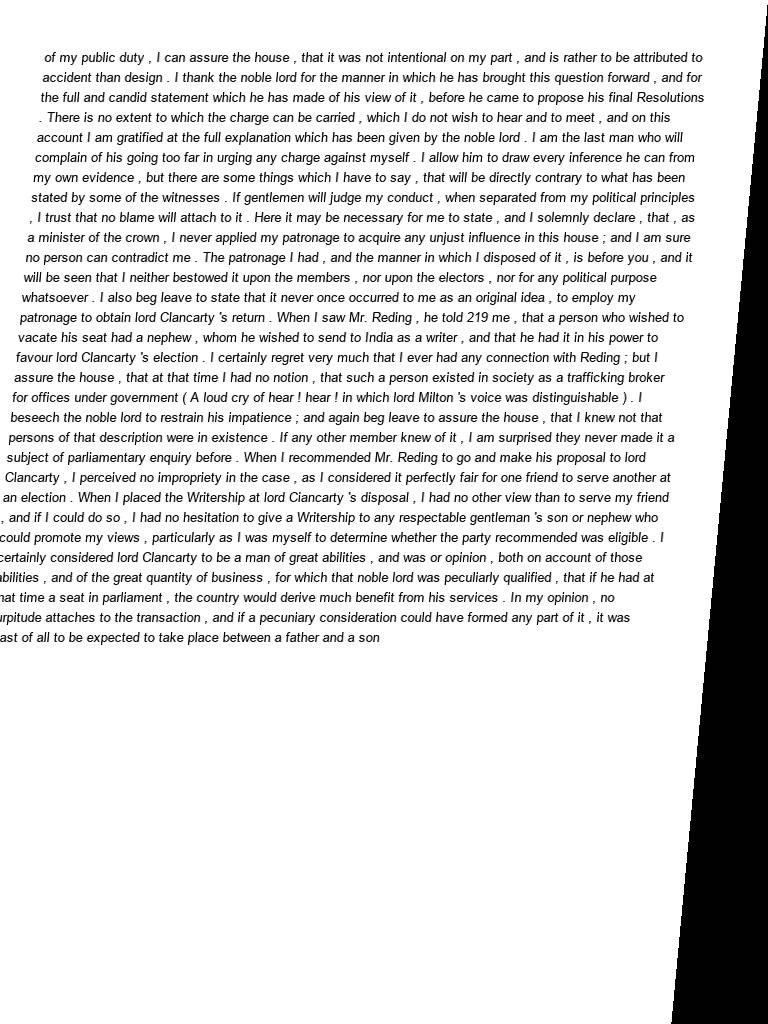 of my public duty , I can assure the house , that it was not intentional on my part , and is rather to be attributed to
accident than design . I thank the noble lord for the manner in which he has brought this question forward , and for
the full and candid statement which he has made of his view of it , before he came to propose his final Resolutions
. There is no extent to which the charge can be carried , which I do not wish to hear and to meet , and on this
account I am gratified at the full explanation which has been given by the noble lord . I am the last man who will
complain of his going too far in urging any charge against myself . I allow him to draw every inference he can from
my own evidence , but there are some things which I have to say , that will be directly contrary to what has been
stated by some of the witnesses . If gentlemen will judge my conduct , when separated from my political principles
, I trust that no blame will attach to it . Here it may be necessary for me to state , and I solemnly declare , that , as
a minister of the crown , I never applied my patronage to acquire any unjust influence in this house ; and I am sure
no person can contradict me . The patronage I had , and the manner in which I disposed of it , is before you , and it
will be seen that I neither bestowed it upon the members , nor upon the electors , nor for any political purpose
whatsoever . I also beg leave to state that it never once occurred to me as an original idea , to employ my
patronage to obtain lord Clancarty 's return . When I saw Mr. Reding , he told 219 me , that a person who wished to
vacate his seat had a nephew , whom he wished to send to India as a writer , and that he had it in his power to
favour lord Clancarty 's election . I certainly regret very much that I ever had any connection with Reding ; but I
assure the house , that at that time I had no notion , that such a person existed in society as a trafficking broker
for offices under government ( A loud cry of hear ! hear ! in which lord Milton 's voice was distinguishable ) . I
beseech the noble lord to restrain his impatience ; and again beg leave to assure the house , that I knew not that
persons of that description were in existence . If any other member knew of it , I am surprised they never made it a
subject of parliamentary enquiry before . When I recommended Mr. Reding to go and make his proposal to lord
Clancarty , I perceived no impropriety in the case , as I considered it perfectly fair for one friend to serve another at
an election . When I placed the Writership at lord Ciancarty 's disposal , I had no other view than to serve my friend
, and if I could do so , I had no hesitation to give a Writership to any respectable gentleman 's son or nephew who
could promote my views , particularly as I was myself to determine whether the party recommended was eligible . I
certainly considered lord Clancarty to be a man of great abilities , and was or opinion , both on account of those
abilities , and of the great quantity of business , for which that noble lord was peculiarly qualified , that if he had at
hat time a seat in parliament , the country would derive much benefit from his services . In my opinion , no
urpitude attaches to the transaction , and if a pecuniary consideration could have formed any part of it , it was
ast of all to be expected to take place between a father and a son